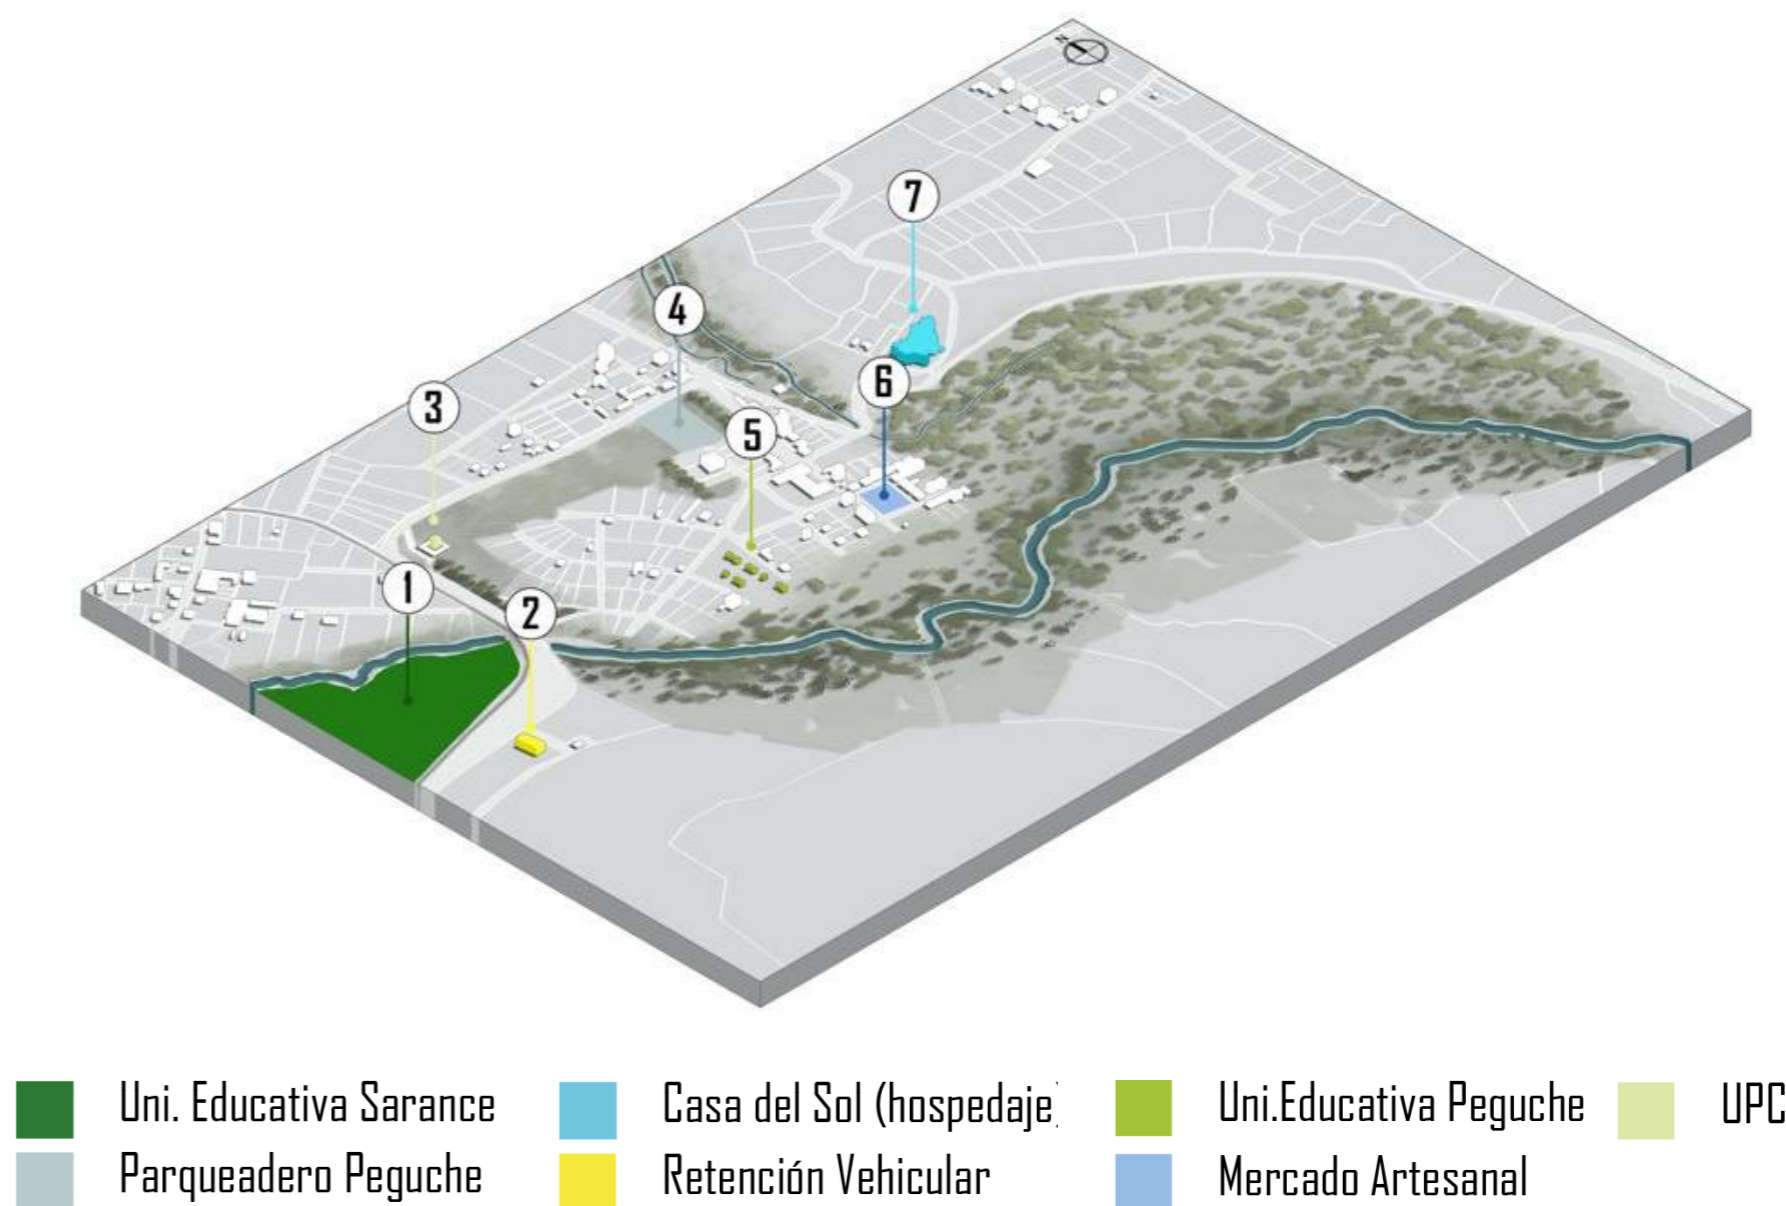 N
7
4
6
3
5
1
2
Uni. Educativa Sarance
Casa del Sol (hospedaje)
Uni.Educativa Peguche
UPC
Parqueadero Peguche
Retención Vehicular
Mercado Artesanal